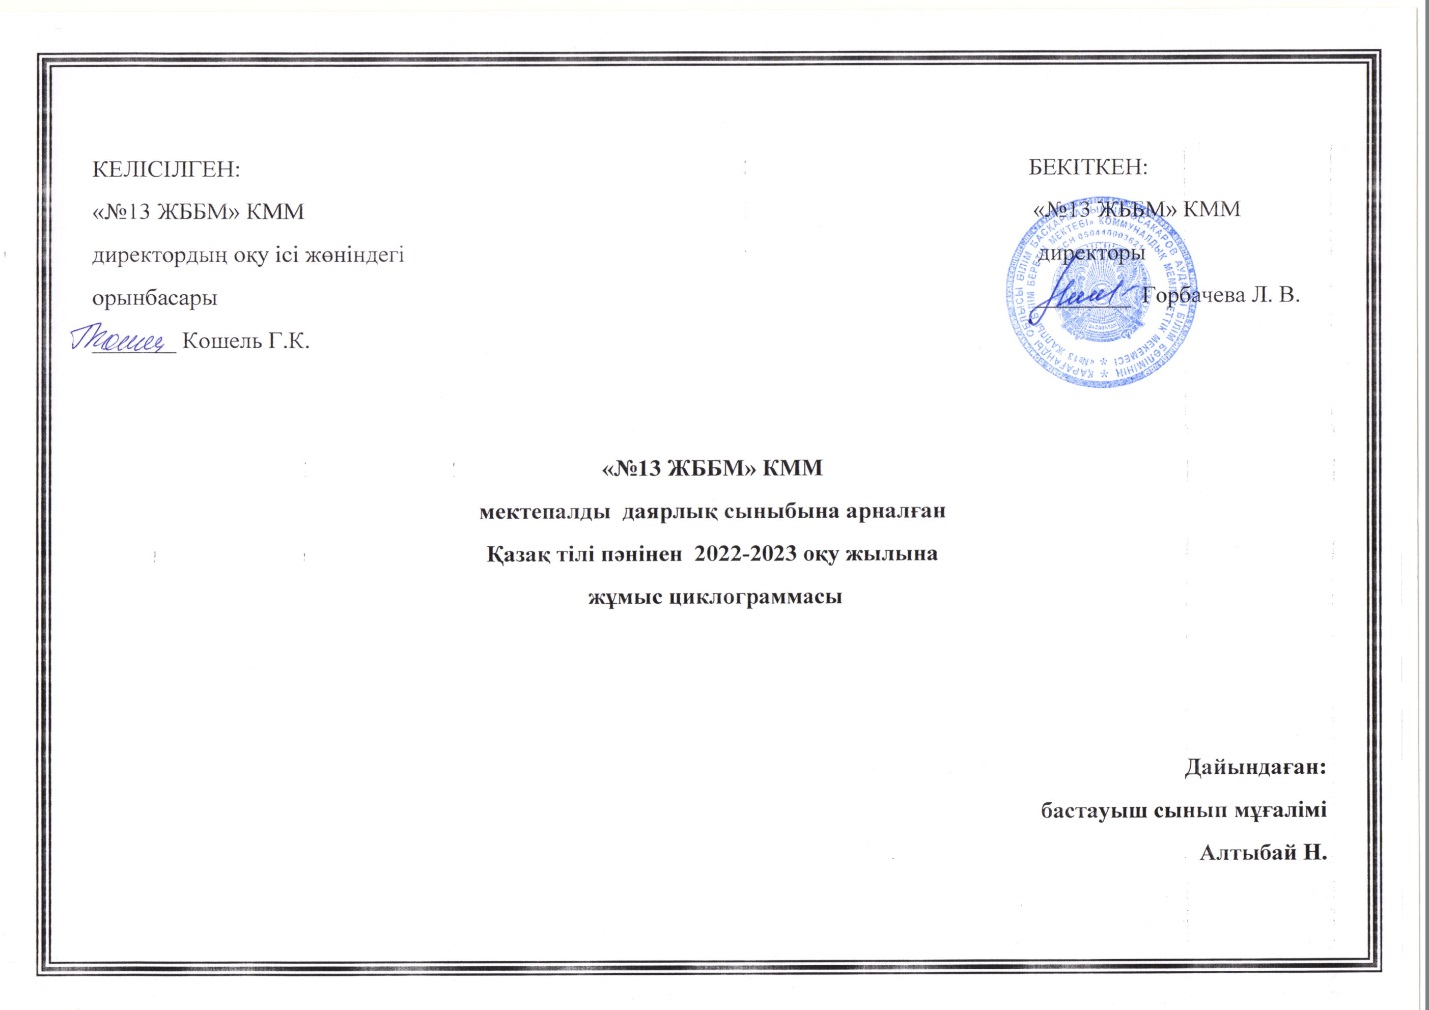 КЕЛІСІЛГЕН:
«№13 ЖББМ» КММ
директордың оқу ісі жөніндегі
орынбасары
Кошель Г.К.
БЕКІТКЕН:
«№13 ЖББМ» КММ
директоры
Горбачева Л. В.
«№13 ЖББМ» КММ
мектепалды даярлық сыныбына арналған
Қазақ тілі пәнінен 2022-2023 оқу жылына
жұмыс циклограммасы
Дайындаған:
бастауыш сынып мұғалімі
Алтыбай Н.